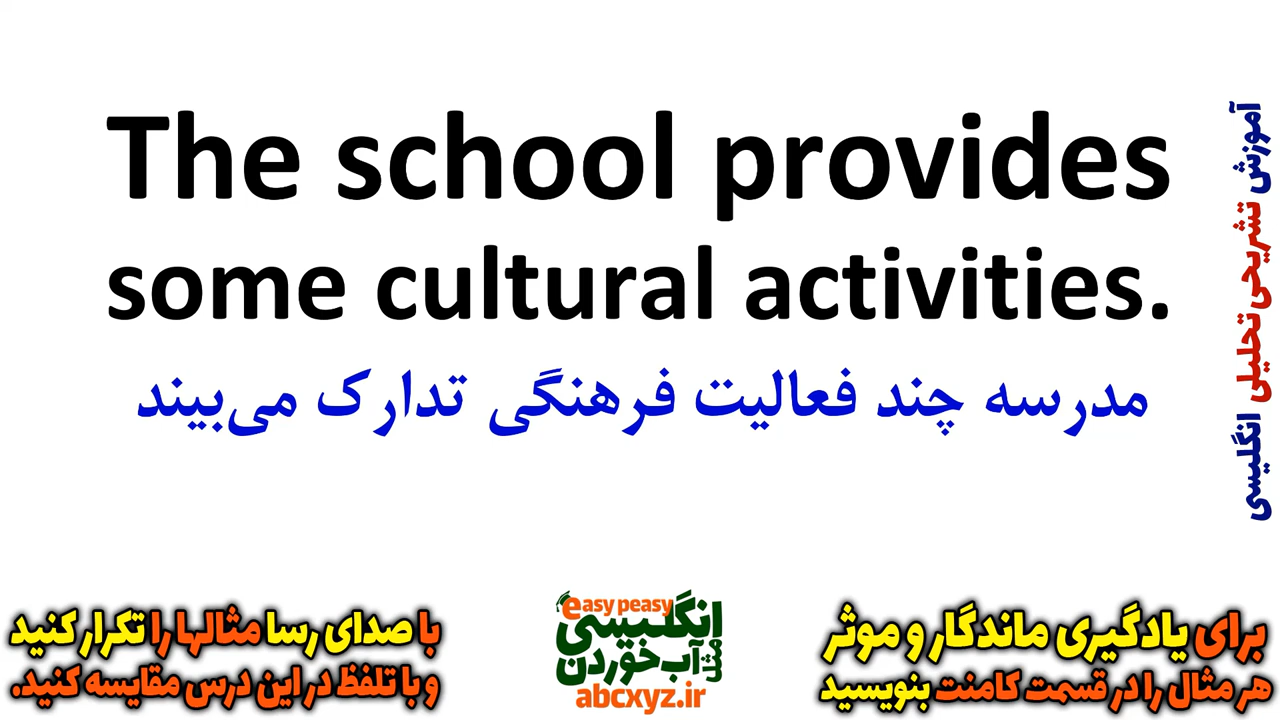 The school provides
some cultural activities.
مدرسه چند فعالیت فرهنگی تدارک می‌بیند
آموزش تشریحی تحلیلی انگلیسی
برای یادگیری ماندگار و موثر
هر مثال را در قسمت کامنت بنویسید
easy peasy
انگلیسی
مثل آب خوردن
abcxyz.ir
با صدای رسا مثالها را تکرار کنید
و با تلفظ در این درس مقایسه کنید.